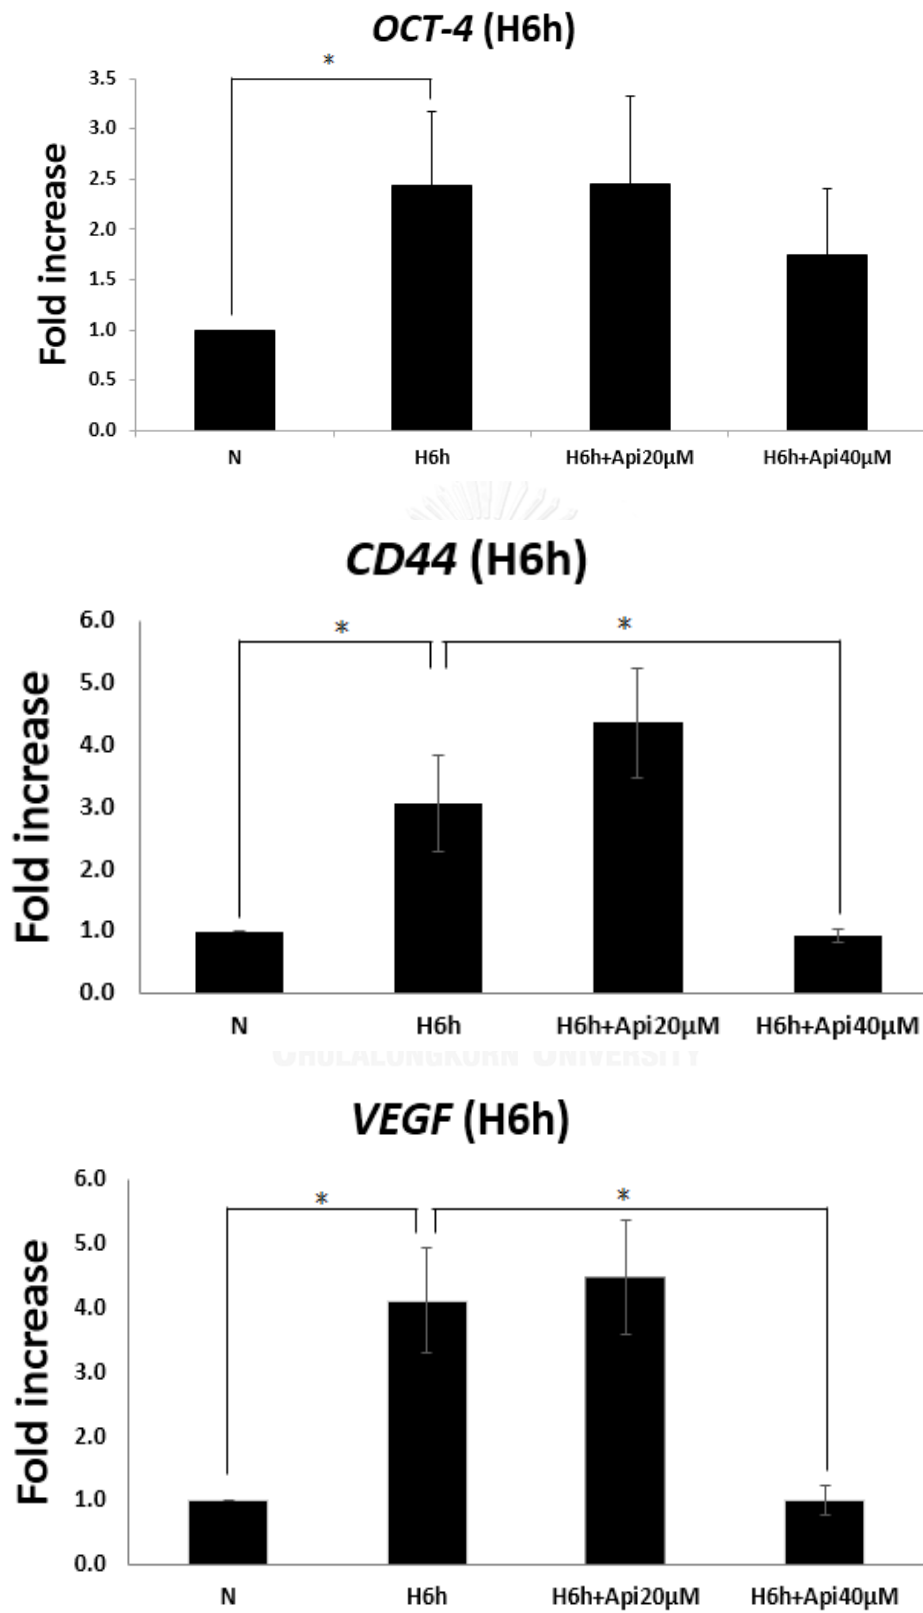 OCT-4 (H6h)
*
Fold increase
3.5
3.0
2.5
2.0
1.5
1.0
0.5
0.0
N H6h H6h+Api20µM H6h+Api40µM
CD44 (H6h)
* *
Fold increase
6.0
5.0
4.0
3.0
2.0
1.0
0.0
N H6h H6h+Api20µM H6h+Api40µM
CHULALONGKORN UNIVERSITY
VEGF (H6h)
* *
Fold increase
6.0
5.0
4.0
3.0
2.0
1.0
0.0
N H6h H6h+Api20µM H6h+Api40µM